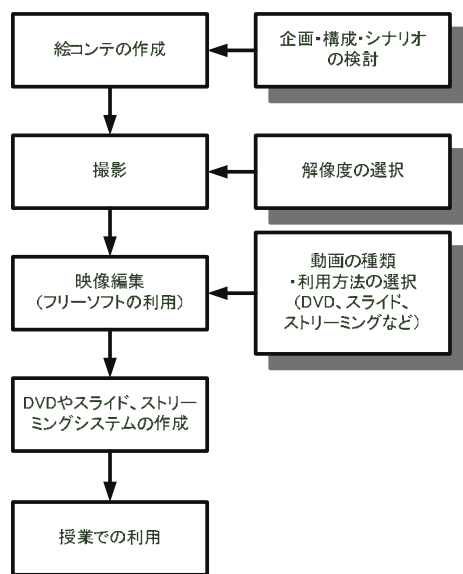 絵コンテの作成
企画・構成・シナリオ
の検討
撮影
解像度の選択
映像編集
(フリーソフトの利用)
動画の種類
・利用方法の選択
(DVD、スライド、
ストリーミングなど)
DVDやスライド、ストリー
ミングシステムの作成
授業での利用